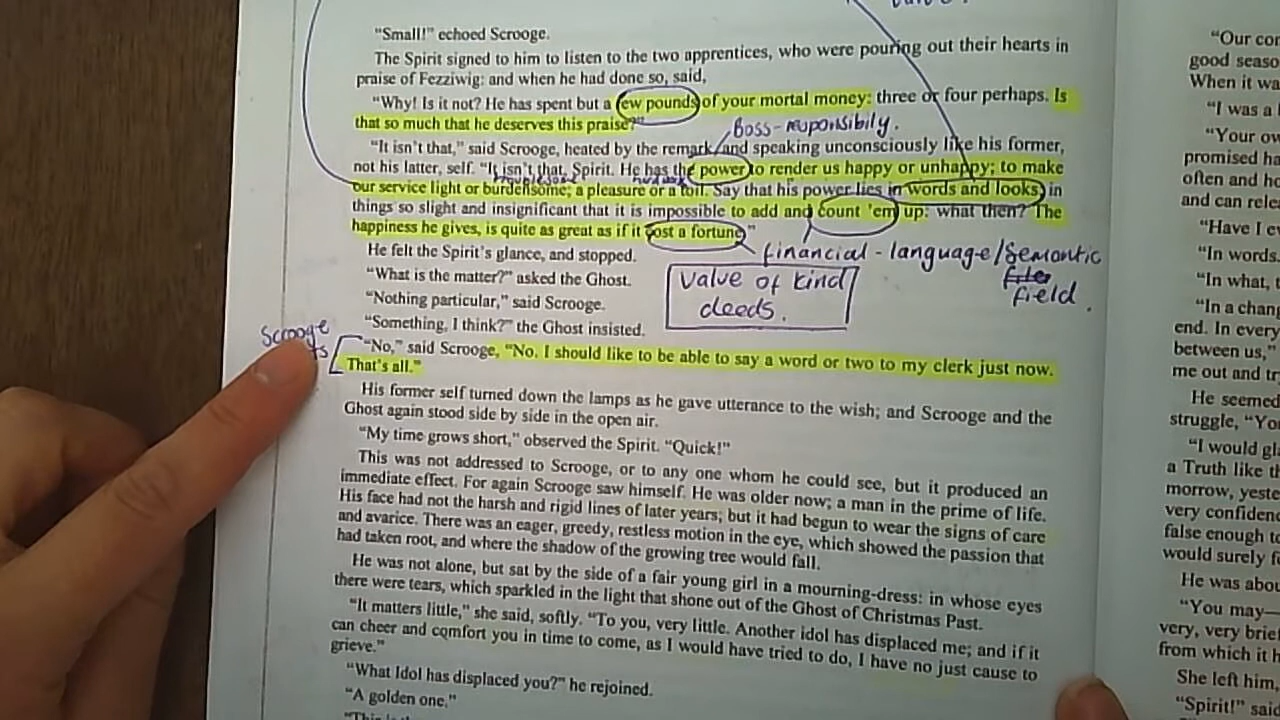 "Small!" echoed Scrooge.
The Spirit signed to him to listen to the two apprentices, who were pouring out their hearts in
praise of Fezziwig: and when he had done so, said,
"Why! Is it not? He has spent but a few pounds of your mortal money: three or four perhaps. Is
that so much that he deserves this praise?"
Boss-responsibily.
"It isn't that," said Scrooge, heated by the remark, and speaking unconsciously like his former,
not his latter, self. "It isn't that, Spirit. He has the power to render us happy or unhappy; to make
our service light or burdensome; a pleasure or a toil. Say that his power lies in words and looks; in
things so slight and insignificant that it is impossible to add and count 'em up: what then? The
happiness he gives, is quite as great as if it cost a fortune."
financial - language/semantic
field.
value of kind
deeds.
He felt the Spirit's glance, and stopped.
"What is the matter?" asked the Ghost.
"Nothing particular," said Scrooge.
"Something, I think?" the Ghost insisted.
Scrooge
"No," said Scrooge, "No. I should like to be able to say a word or two to my clerk just now.
That's all."
His former self turned down the lamps as he gave utterance to the wish; and Scrooge and the
Ghost again stood side by side in the open air.
"My time grows short," observed the Spirit. "Quick!"
This was not addressed to Scrooge, or to any one whom he could see, but it produced an
immediate effect. For again Scrooge saw himself. He was older now; a man in the prime of life.
His face had not the harsh and rigid lines of later years; but it had begun to wear the signs of care
and avarice. There was an eager, greedy, restless motion in the eye, which showed the passion that
had taken root, and where the shadow of the growing tree would fall.
He was not alone, but sat by the side of a fair young girl in a mourning-dress: in whose eyes
there were tears, which sparkled in the light that shone out of the Ghost of Christmas Past.
"It matters little," she said, softly. "To you, very little. Another idol has displaced me; and if it
can cheer and comfort you in time to come, as I would have tried to do, I have no just cause to
grieve."
"What Idol has displaced you?" he rejoined.
"A golden one."
"Our
good
When it
"I was a
"Your
promised
often and
and can
"Have I
"In words.
"In what,
"In a
end. In every
between us,"
me out and
He seemed
struggle,
"I would
a Truth like
very
false enough
would surely
He was
"You may—
very, very
from which it
She left him,
"Spirit!"